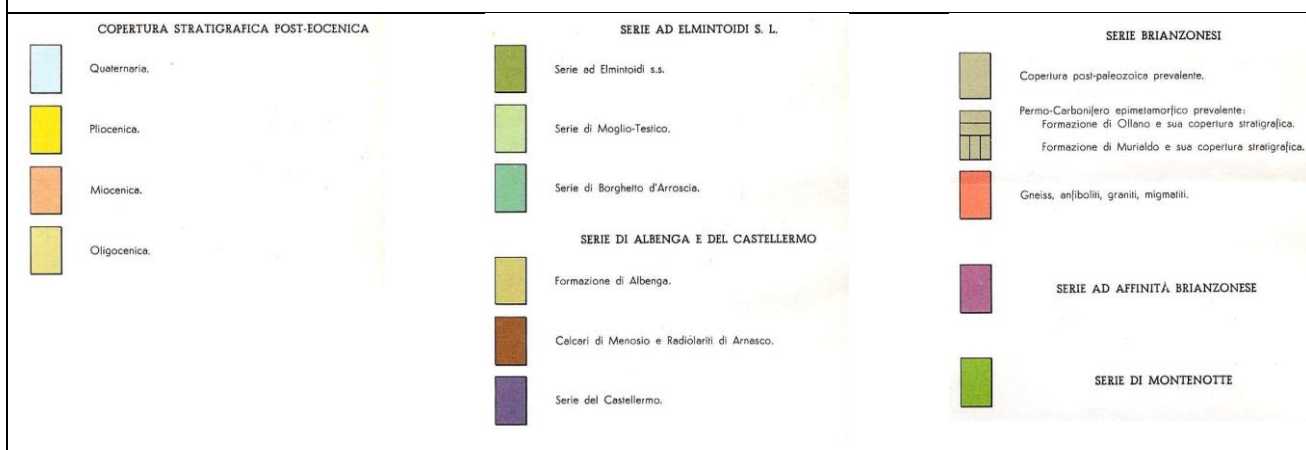 COPERTURA STRATIGRAFICA POST-EOCENICA
Quaternaria.
Pliocenica.
Miocenica.
Oligocenica.
SERIE AD ELMINTOIDI S. L.
Serie ad Elmintoidi s.s.
Serie di Moglio-Testico.
Serie di Borghetto d'Arroscia.
SERIE DI ALBENGA E DEL CASTELLERMO
Formazione di Albenga.
Calcari di Menosio e Radiolariti di Arnasco.
Serie del Castellermo.
SERIE BRIANZONESI
Copertura post-paleozoica prevalente.
Permo-Carbonifero epimetamorfico prevalente:
Formazione di Ollano e sua copertura stratigrafica.
Formazione di Murialdo e sua copertura stratigrafica.
Gneiss, anfiboliti, graniti, migmatiti.
SERIE AD AFFINITÀ BRIANZONESE
SERIE DI MONTENOTTE